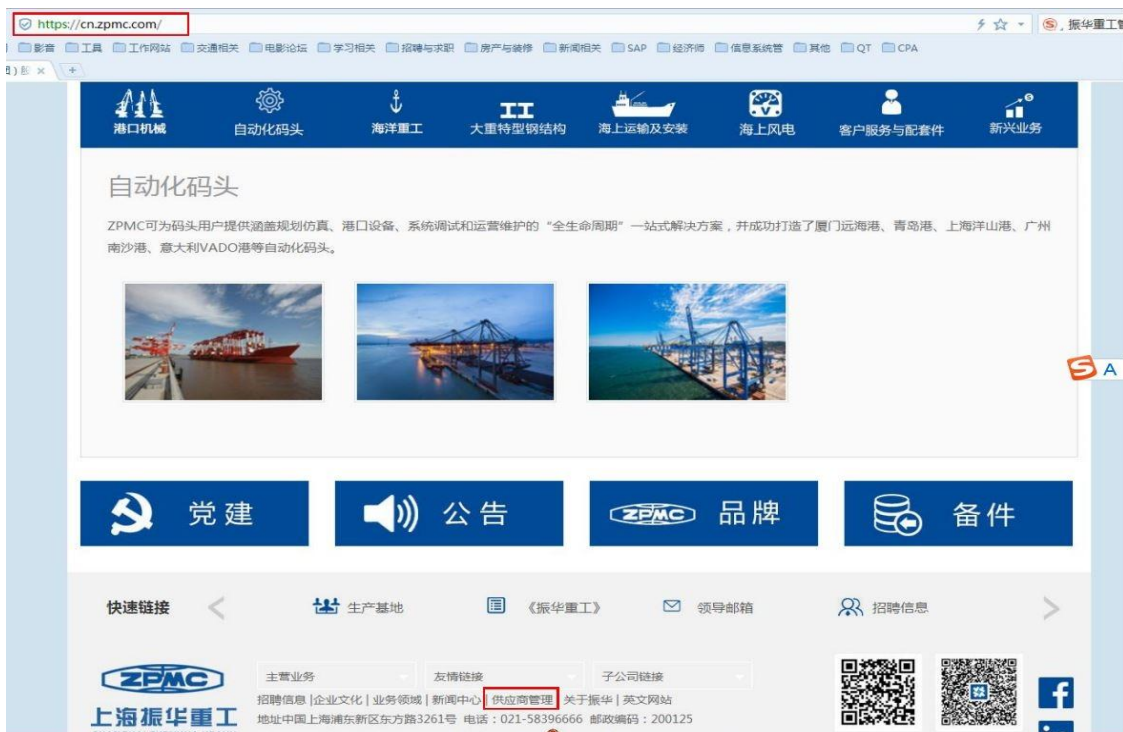 https://cn.zpmc.com/
振华重工
影音 工具 工作网站 交通相关 电影论坛 学习相关 招聘与求职 房产与装修 新闻相关 SAP 经济师 信息系统管 其他 QT CPA
港口机械 自动化码头 海洋重工 大重特型钢结构 海上运输及安装 海上风电 客户服务与配套件 新兴业务
自动化码头
ZPMC可为码头用户提供涵盖规划仿真、港口设备、系统调试和运营维护的“全生命周期”一站式解决方案，并成功打造了厦门远海港、青岛港、上海洋山港、广州
南沙港、意大利VADO港等自动化码头。
A
党建 公告 ZPMC 品牌 备件
快速链接 < 生产基地 《振华重工》 领导邮箱 招聘信息 >
ZPMC
主营业务 友情链接 子公司链接
招聘信息 |企业文化 | 业务领域 | 新闻中心 | 供应商管理 | 关于振华 | 英文网站
上海振华重工
地址中国上海浦东新区东方路3261号 电话：021-58396666 邮政编码：200125